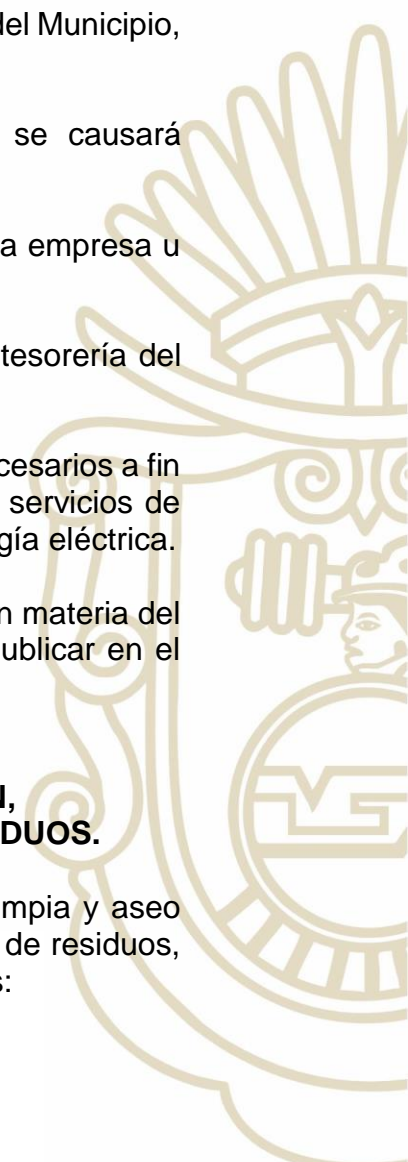 del Municipio,
se causará
a empresa u
tesorería del
cesarios a fin
servicios de
gía eléctrica.
n materia del
ublicar en el
,
DUOS.
mpia y aseo
de residuos,
s: